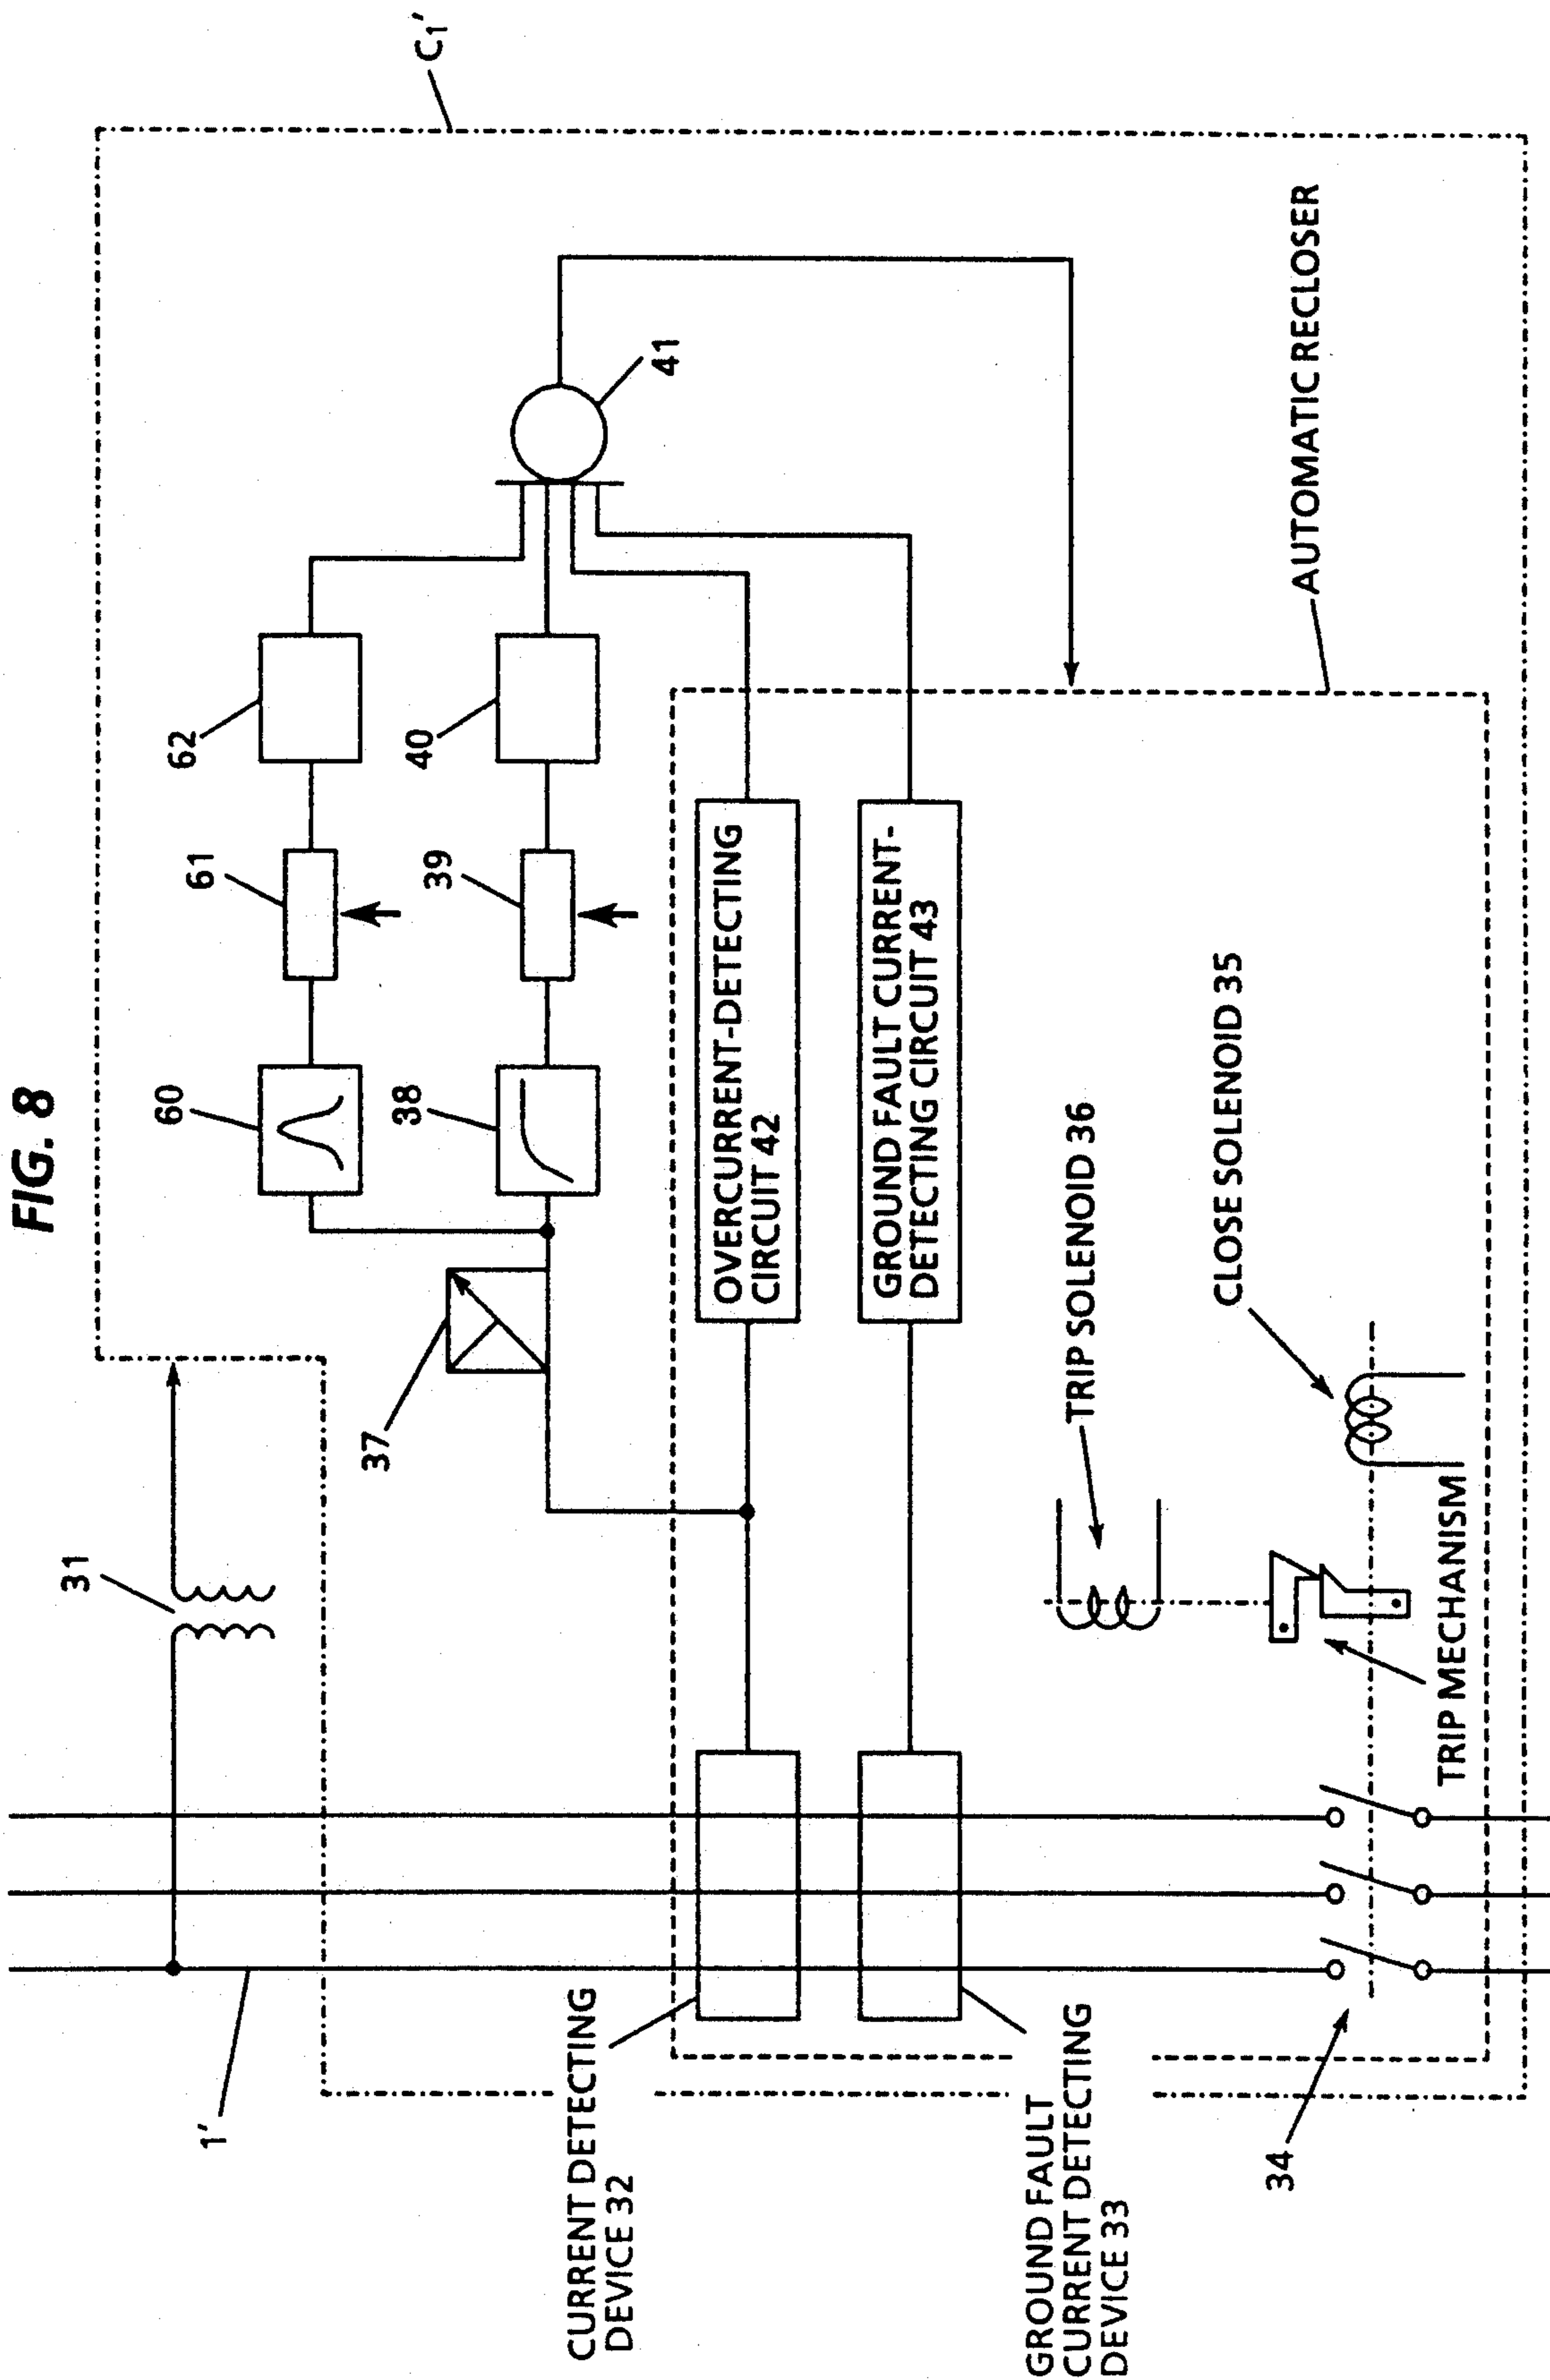 FIG. 8
C₁'
31
1'
37
60
61
62
38
39
40
41
CURRENT DETECTING
DEVICE 32
OVERCURRENT-DETECTING
CIRCUIT 42
GROUND FAULT
CURRENT DETECTING
DEVICE 33
GROUND FAULT CURRENT-
DETECTING CIRCUIT 43
TRIP SOLENOID 36
CLOSE SOLENOID 35
TRIP MECHANISM
34
AUTOMATIC RECLOSER